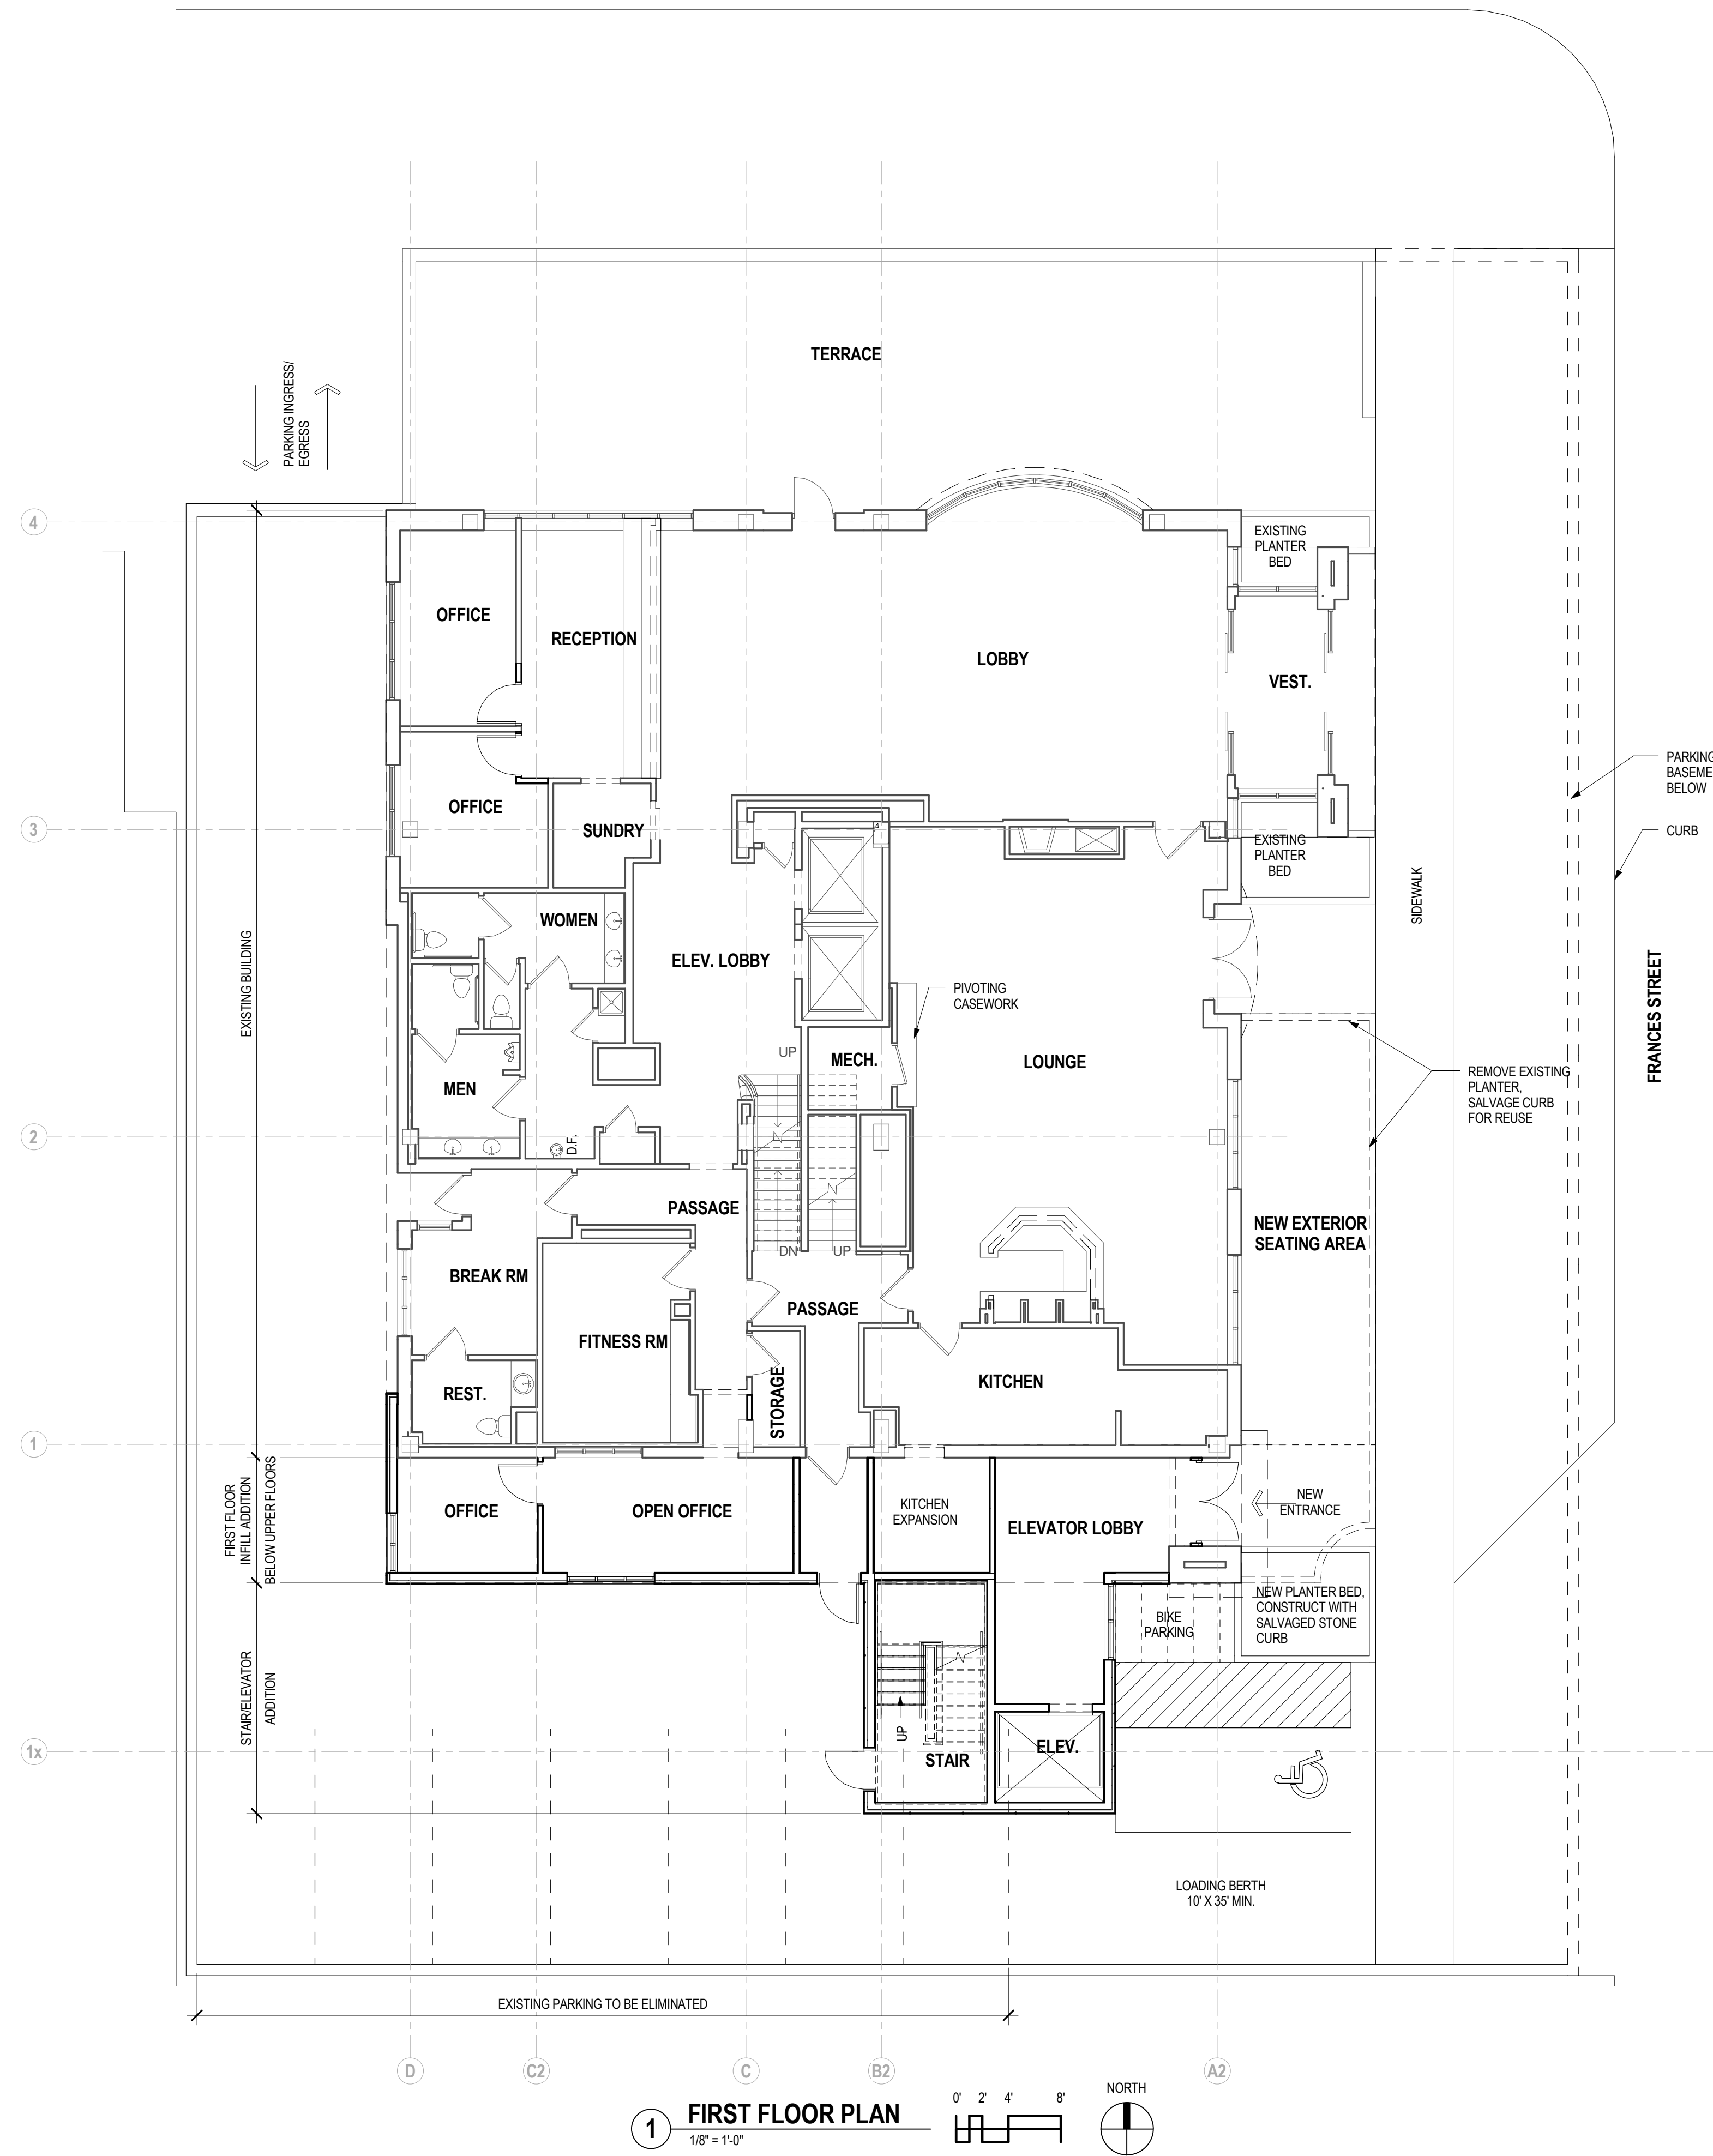 TERRACE
PARKING INGRESS/
EGRESS
4
EXISTING
PLANTER
BED
OFFICE
RECEPTION
LOBBY
VEST.
PARKING
BASEME
BELOW
OFFICE
SUNDRY
3
CURB
EXISTING
PLANTER
BED
SIDEWALK
WOMEN
ELEV. LOBBY
EXISTING BUILDING
PIVOTING
CASEWORK
FRANCES STREET
UP
MECH.
LOUNGE
MEN
REMOVE EXISTING
PLANTER,
SALVAGE CURB
FOR REUSE
2
D.F.
PASSAGE
NEW EXTERIOR
SEATING AREA
DN
UP
BREAK RM
PASSAGE
FITNESS RM
KITCHEN
REST.
STORAGE
1
FIRST FLOOR
INFILL ADDITION
BELOW UPPER FLOORS
OFFICE
OPEN OFFICE
KITCHEN
EXPANSION
ELEVATOR LOBBY
NEW
ENTRANCE
NEW PLANTER BED,
CONSTRUCT WITH
SALVAGED STONE
CURB
BIKE
PARKING
STAIR/ELEVATOR
ADDITION
UP
1x
STAIR
ELEV.
LOADING BERTH
10' X 35' MIN.
EXISTING PARKING TO BE ELIMINATED
D
C2
C
B2
A2
1
FIRST FLOOR PLAN
1/8" = 1'-0"
0' 2' 4' 8'
NORTH